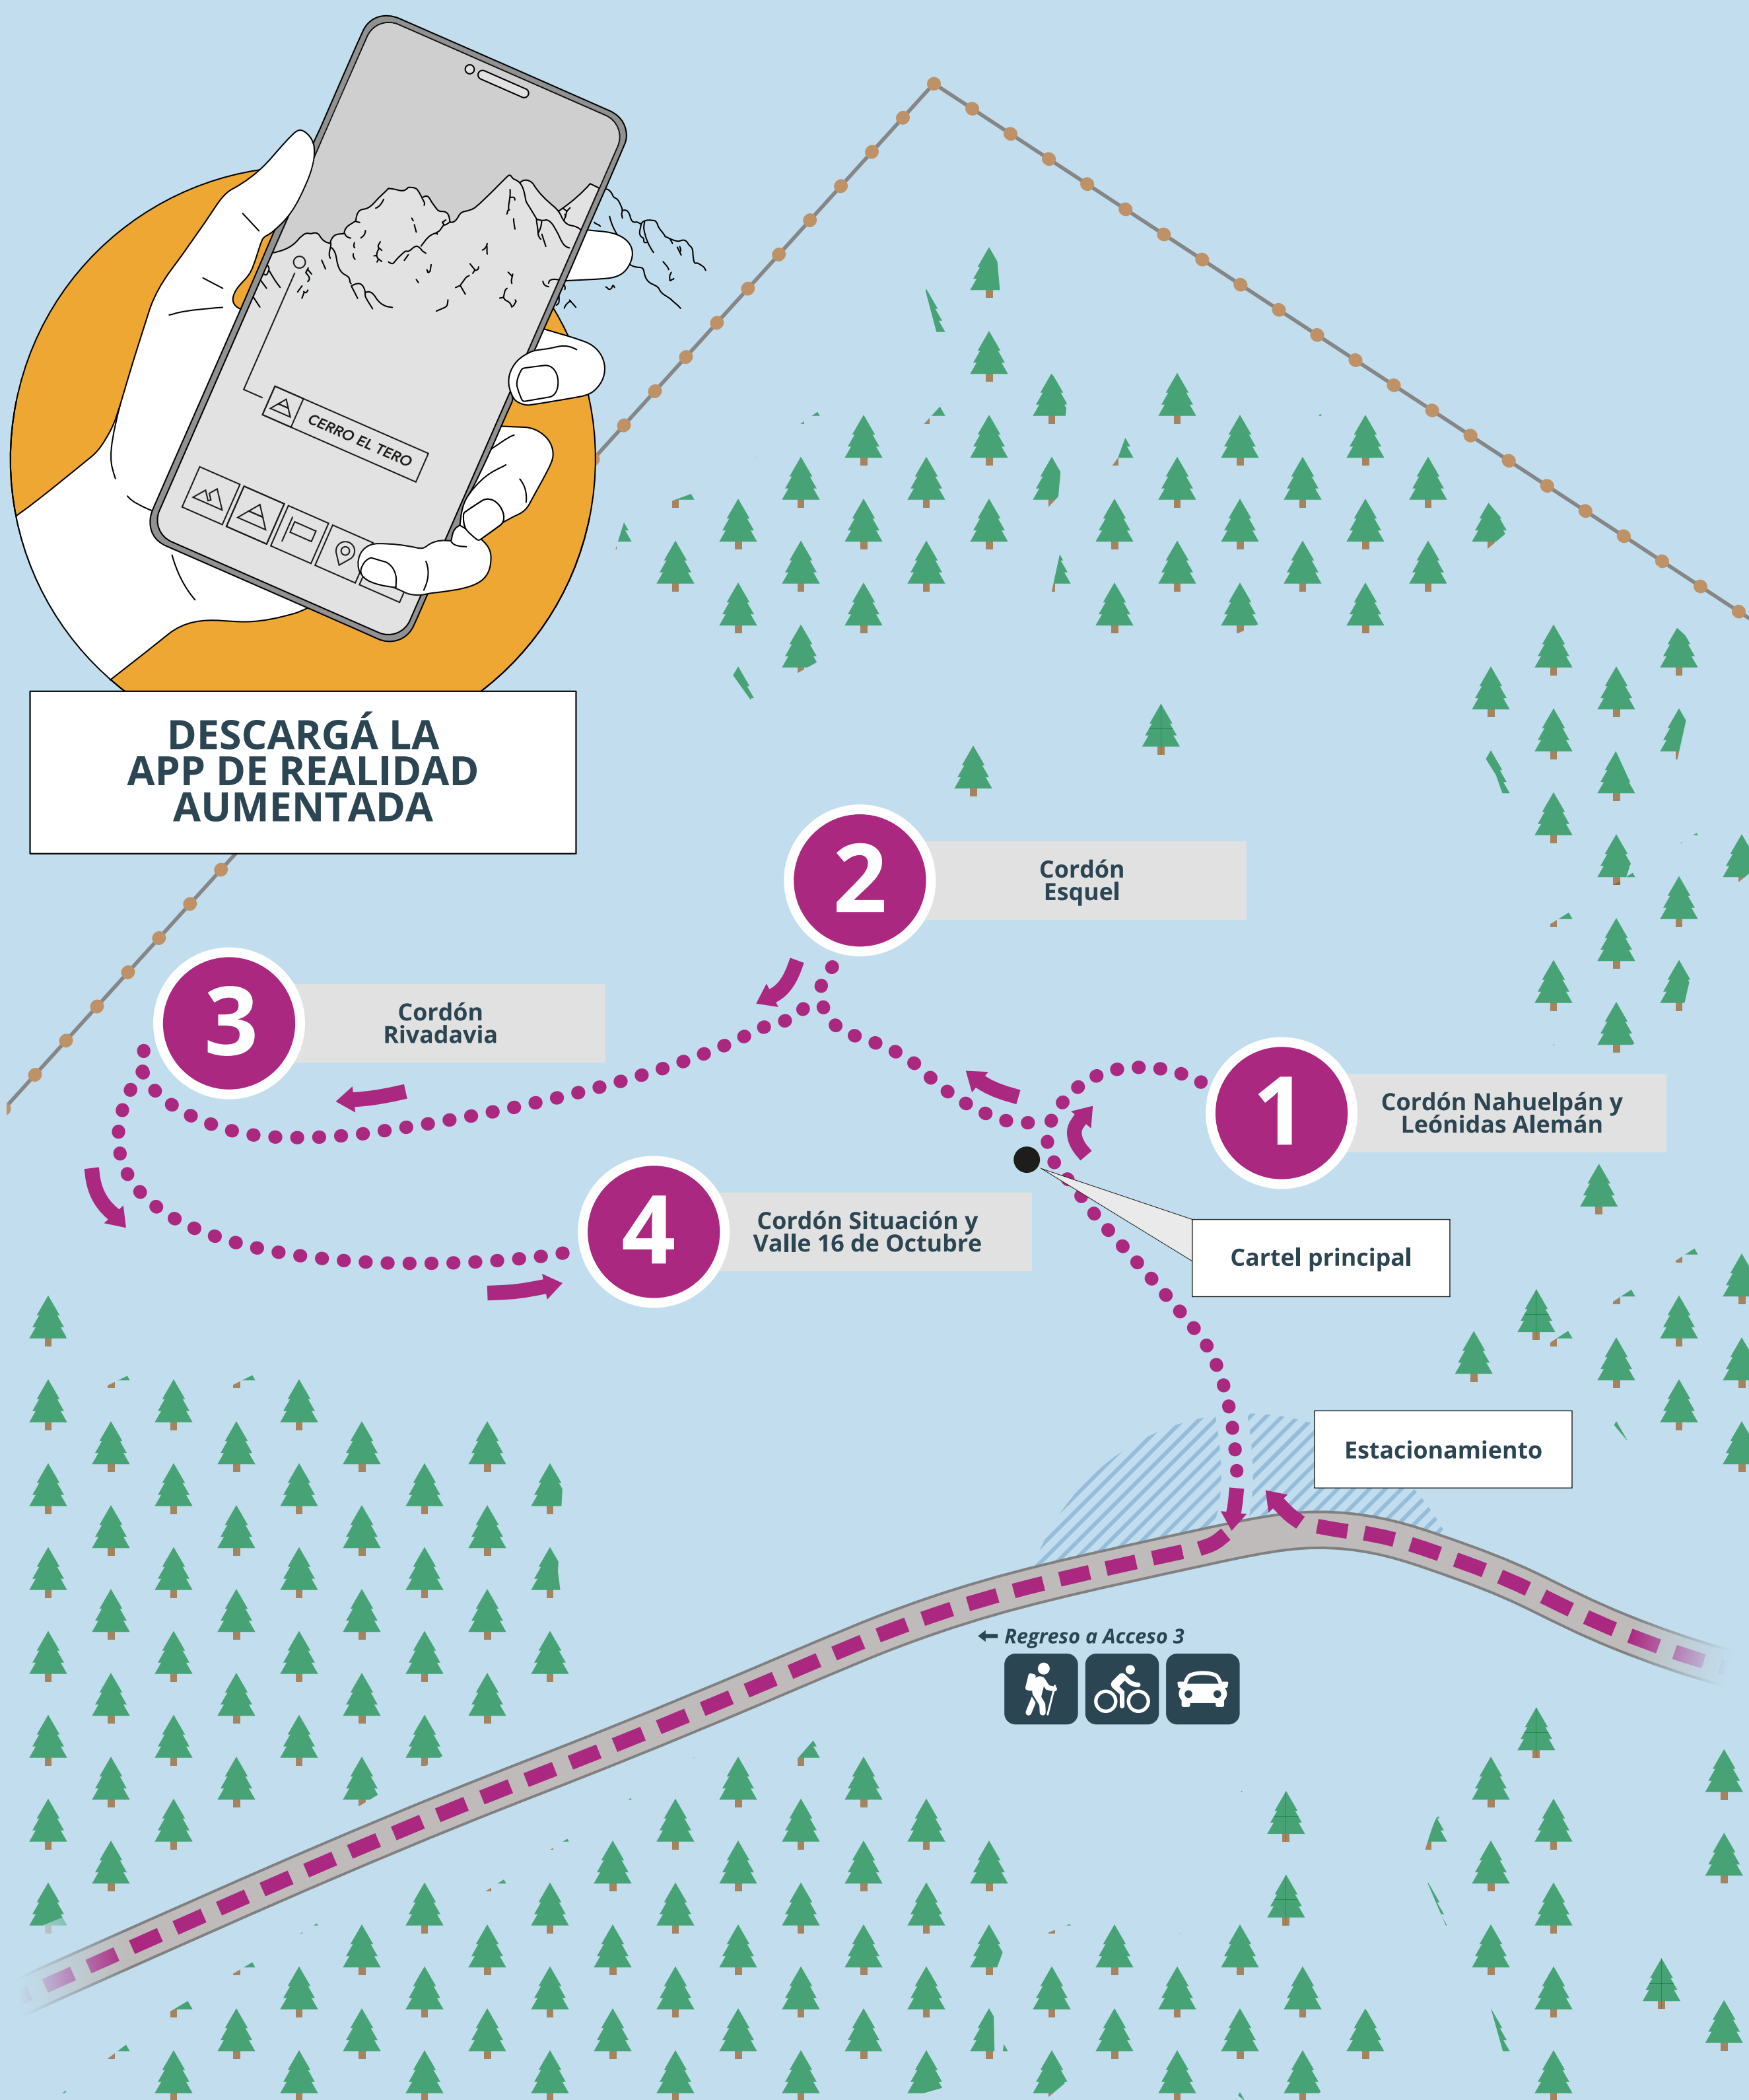 CERRO EL TERO
DESCARGÁ LA
APP DE REALIDAD
AUMENTADA
2
Cordón
Esquel
3
Cordón
Rivadavia
1
Cordón Nahuelpán y
Leónidas Alemán
4
Cordón Situación y
Valle 16 de Octubre
Cartel principal
Estacionamiento
← Regreso a Acceso 3